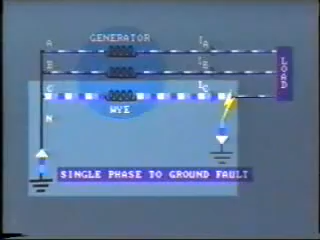 GENERATOR
A IA
B IB
C IC
WYE
N
LOAD
SINGLE PHASE TO GROUND FAULT